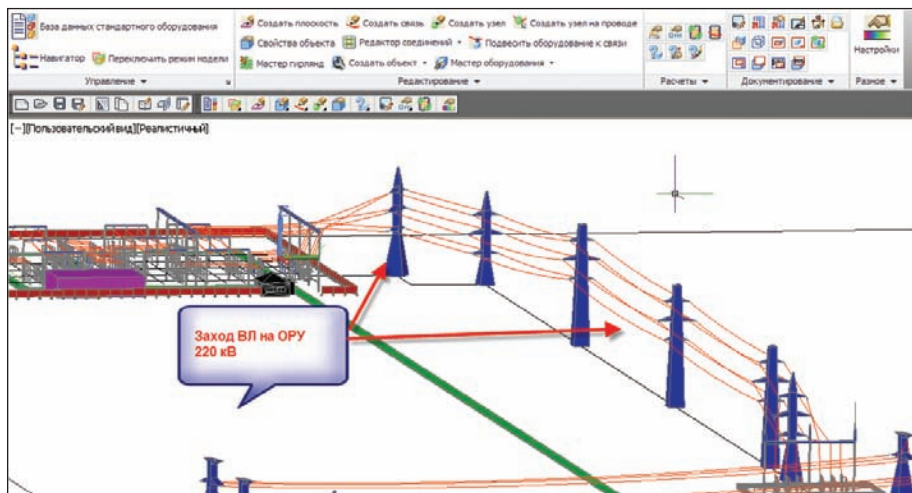 База данных стандартного оборудования
Навигатор
Переключить режим модели
Управление
Создать плоскость
Создать связь
Создать узел
Создать узел на проводе
Свойства объекта
Редактор соединений
Подвесить оборудование к связи
Мастер гирлянд
Создать объект
Мастер оборудования
Редактирование
Расчеты
Документирование
Настройки
Разное
[-][Пользовательский вид][Реалистичный]
Заход ВЛ на ОРУ
220 кВ